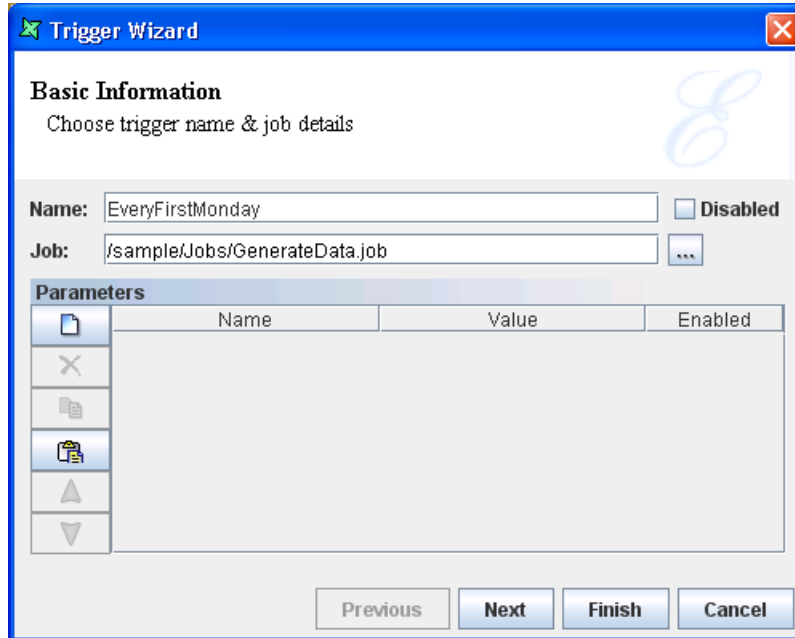 Trigger Wizard
Basic Information
Choose trigger name & job details
Name: EveryFirstMonday Disabled
Job: /sample/Jobs/GenerateData.job ...
Parameters
Name Value Enabled
Previous Next Finish Cancel